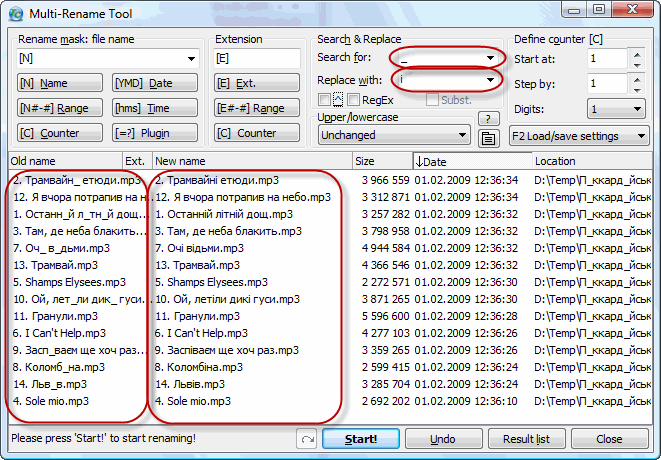 Multi-Rename Tool
Rename mask: file name
Extension
Search & Replace
Define counter [C]
[N]
[E]
Search for: _
Start at: 1
[N] Name
[YMD] Date
[E] Ext.
Replace with: і
Step by: 1
[N#-#] Range
[hms] Time
[E#-#] Range
^ RegEx Subst.
Digits: 1
[C] Counter
[=?] Plugin
[C] Counter
Upper/lowercase
?
Unchanged
F2 Load/save settings
Old name Ext. New name Size ↓Date Location
2. Трамвайн_ етюди.mp3 2. Трамвайні етюди.mp3 3 966 559 01.02.2009 12:36:34 D:\Temp\П_ккард_йськ
12. Я вчора потрапив на н... 12. Я вчора потрапив на небо.mp3 3 312 871 01.02.2009 12:36:34 D:\Temp\П_ккард_йськ
1. Останн_й л_тн_й дощ.... 1. Останній літній дощ.mp3 3 257 282 01.02.2009 12:36:32 D:\Temp\П_ккард_йськ
3. Там, де неба блакить... 3. Там, де неба блакить.mp3 3 798 958 01.02.2009 12:36:32 D:\Temp\П_ккард_йськ
7. Оч_ в_дьми.mp3 7. Очі відьми.mp3 4 944 584 01.02.2009 12:36:32 D:\Temp\П_ккард_йськ
13. Трамвай.mp3 13. Трамвай.mp3 4 366 546 01.02.2009 12:36:32 D:\Temp\П_ккард_йськ
5. Shamps Elysees.mp3 5. Shamps Elysees.mp3 2 272 571 01.02.2009 12:36:30 D:\Temp\П_ккард_йськ
10. Ой, лет_ли дик_ гуси.... 10. Ой, летіли дикі гуси.mp3 3 871 265 01.02.2009 12:36:30 D:\Temp\П_ккард_йськ
11. Гранули.mp3 11. Гранули.mp3 5 596 600 01.02.2009 12:36:28 D:\Temp\П_ккард_йськ
6. I Can't Help.mp3 6. I Can't Help.mp3 4 277 103 01.02.2009 12:36:26 D:\Temp\П_ккард_йськ
9. Засп_ваєм ще хоч раз... 9. Заспіваєм ще хоч раз.mp3 3 359 265 01.02.2009 12:36:26 D:\Temp\П_ккард_йськ
8. Коломб_на.mp3 8. Коломбіна.mp3 2 599 415 01.02.2009 12:36:24 D:\Temp\П_ккард_йськ
14. Льв_в.mp3 14. Львів.mp3 3 285 704 01.02.2009 12:36:24 D:\Temp\П_ккард_йськ
4. Sole mio.mp3 4. Sole mio.mp3 2 692 202 01.02.2009 12:36:10 D:\Temp\П_ккард_йськ
Please press 'Start!' to start renaming! Start! Undo Result list Close